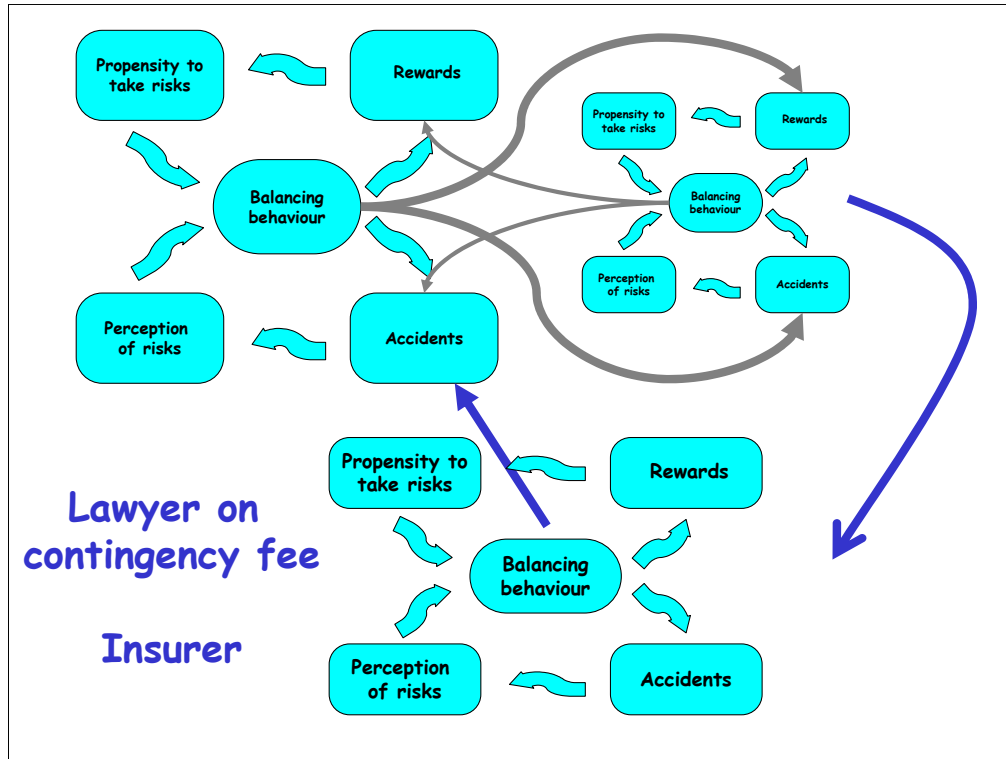 Propensity to
take risks
Rewards
Balancing
behaviour
Perception
of risks
Accidents
Propensity to
take risks
Rewards
Balancing
behaviour
Perception
of risks
Accidents
Propensity to
take risks
Rewards
Balancing
behaviour
Perception
of risks
Accidents
Lawyer on
contingency fee
Insurer